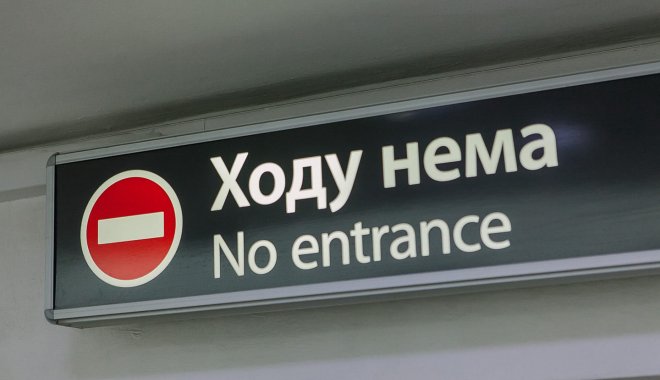 Ходу нема
No entrance